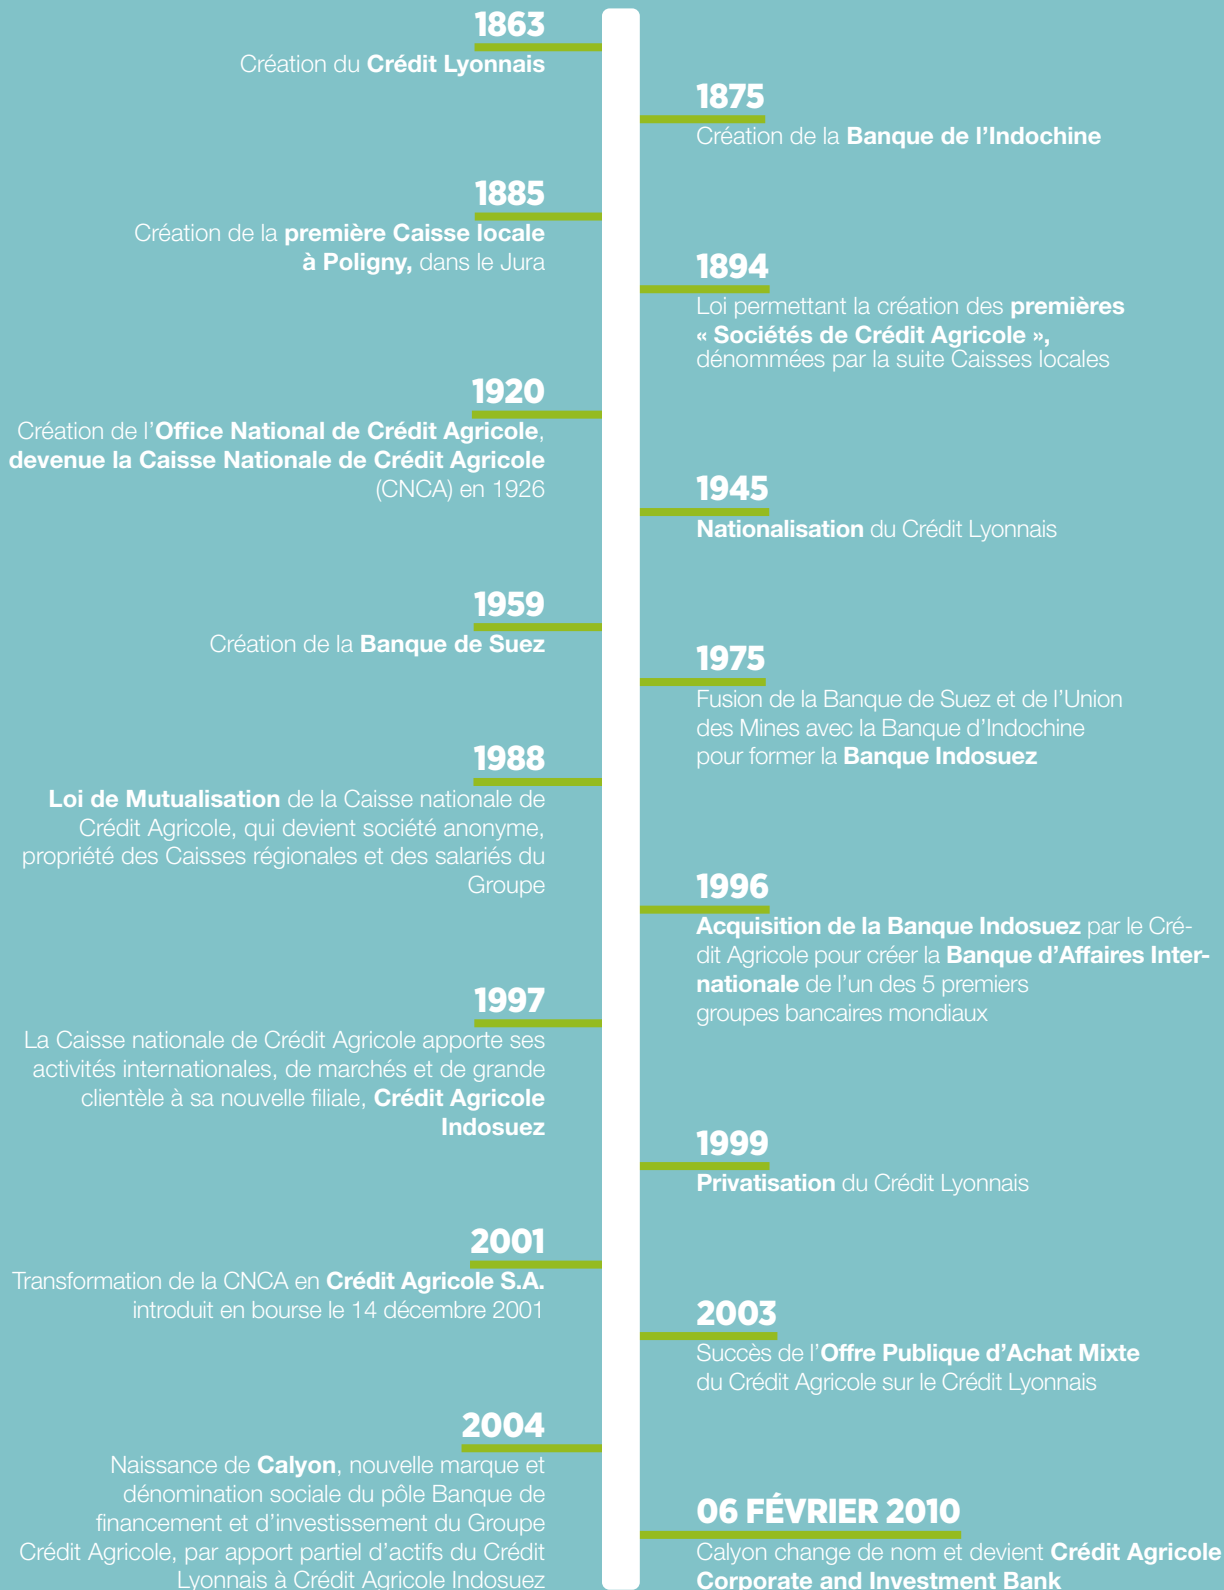 1863
Création du Crédit Lyonnais
1875
Création de la Banque de l’Indochine
1885
Création de la première Caisse locale
à Poligny, dans le Jura
1894
Loi permettant la création des premières
« Sociétés de Crédit Agricole »,
dénommées par la suite Caisses locales
1920
Création de l’Office National de Crédit Agricole,
devenue la Caisse Nationale de Crédit Agricole
(CNCA) en 1926
1945
Nationalisation du Crédit Lyonnais
1959
Création de la Banque de Suez
1975
Fusion de la Banque de Suez et de l’Union
des Mines avec la Banque d’Indochine
pour former la Banque Indosuez
1988
Loi de Mutualisation de la Caisse nationale de
Crédit Agricole, qui devient société anonyme,
propriété des Caisses régionales et des salariés du
Groupe
1996
Acquisition de la Banque Indosuez par le Cré-
dit Agricole pour créer la Banque d’Affaires Inter-
nationale de l’un des 5 premiers
groupes bancaires mondiaux
1997
La Caisse nationale de Crédit Agricole apporte ses
activités internationales, de marchés et de grande
clientèle à sa nouvelle filiale, Crédit Agricole
Indosuez
1999
Privatisation du Crédit Lyonnais
2001
Transformation de la CNCA en Crédit Agricole S.A.
introduit en bourse le 14 décembre 2001
2003
Succès de l’Offre Publique d’Achat Mixte
du Crédit Agricole sur le Crédit Lyonnais
2004
Naissance de Calyon, nouvelle marque et
dénomination sociale du pôle Banque de
financement et d’investissement du Groupe
Crédit Agricole, par apport partiel d’actifs du Crédit
Lyonnais à Crédit Agricole Indosuez
06 FÉVRIER 2010
Calyon change de nom et devient Crédit Agricole
Corporate and Investment Bank